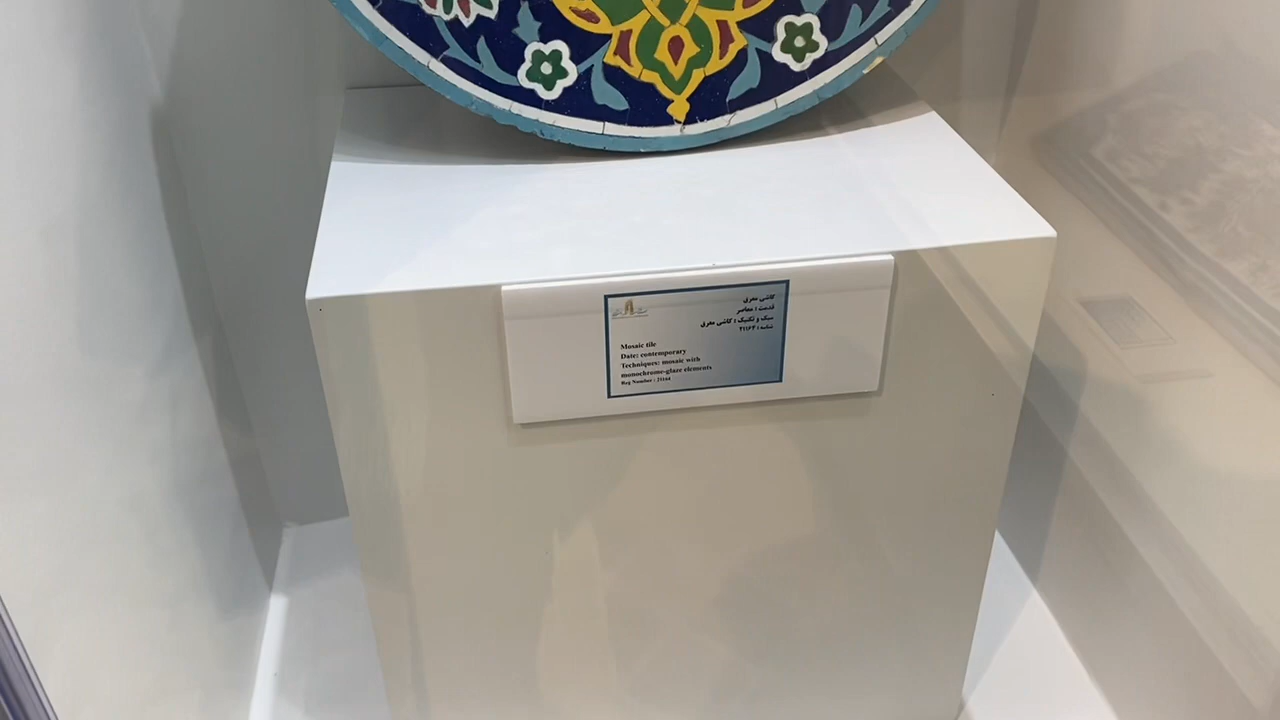 کاشی معرق
قدمت : معاصر
سبک و تکنیک : کاشی معرق
شناسه : ۲۱۱۶۴
Mosaic tile
Date: contemporary
Techniques: mosaic with
monochrome-glaze elements
Reg Number : 21164